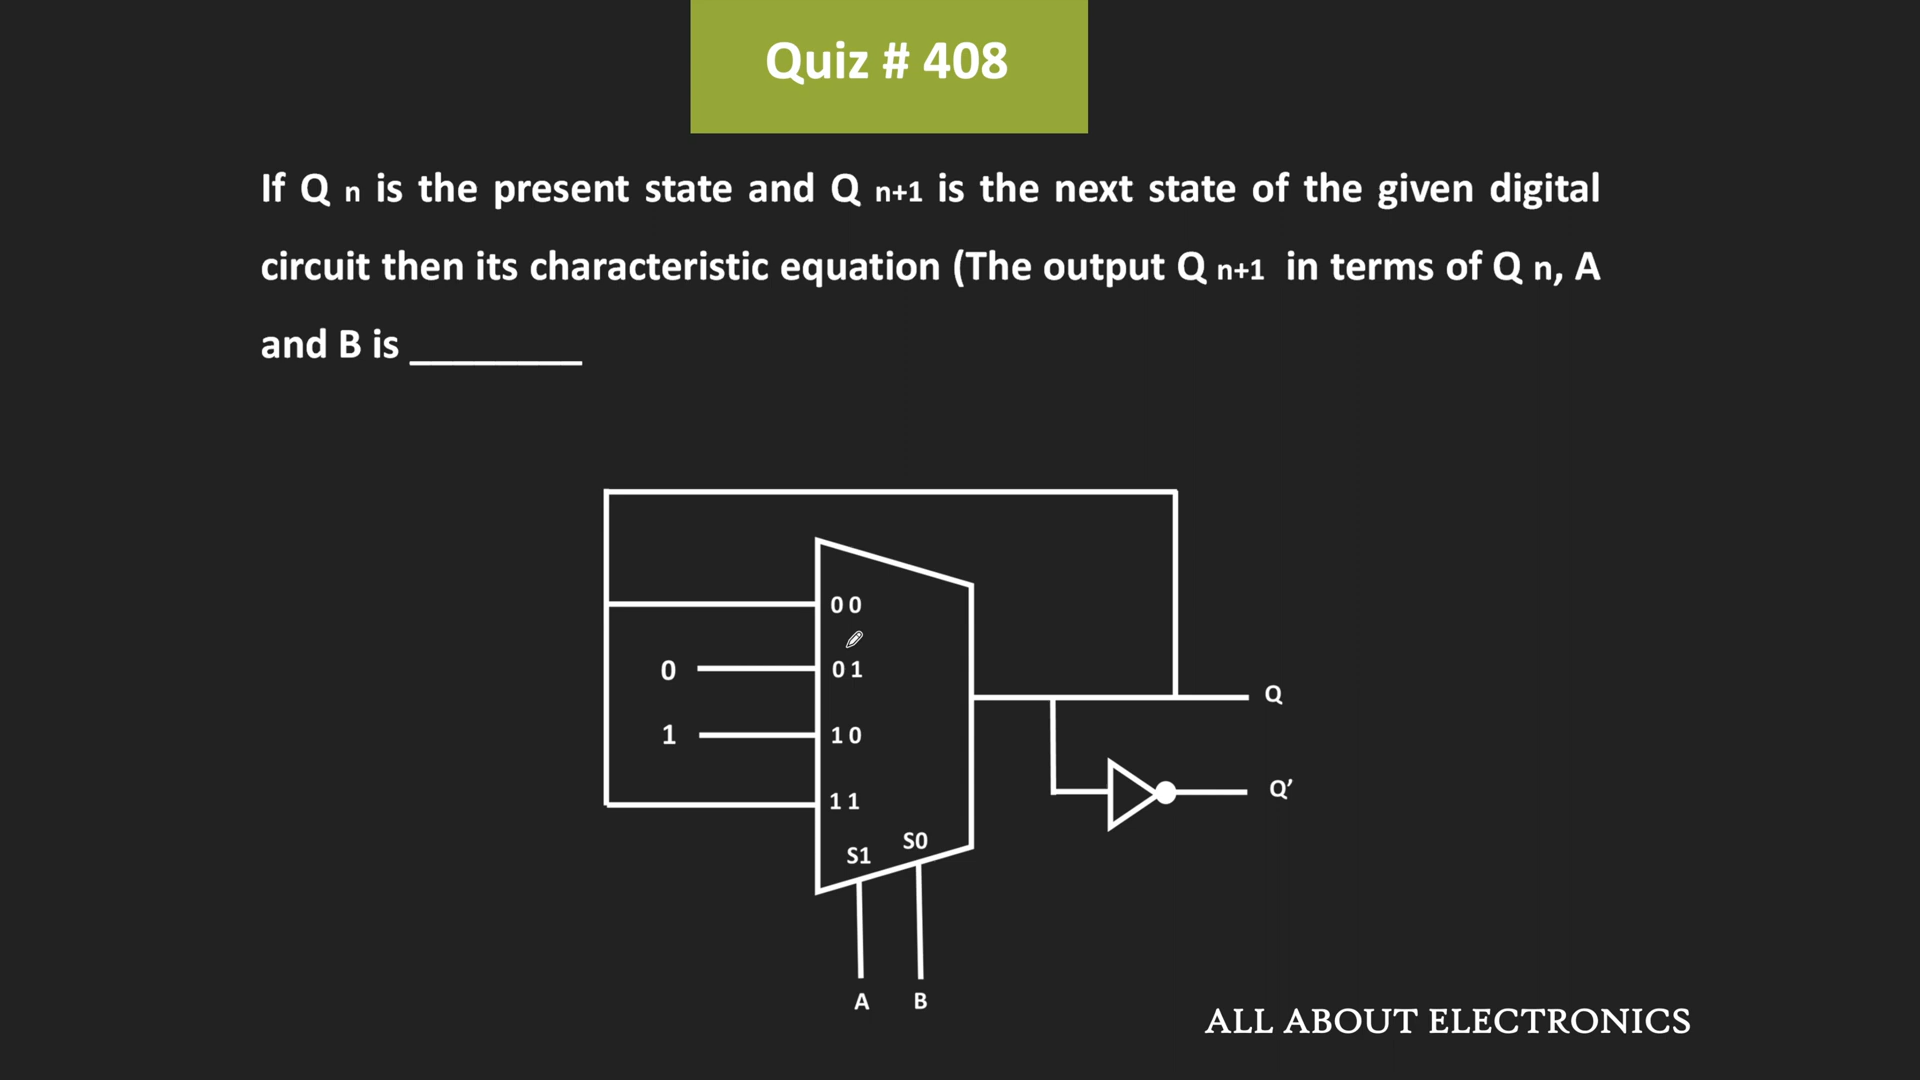 Quiz # 408
If Q n is the present state and Q n+1 is the next state of the given digital
circuit then its characteristic equation (The output Q n+1 in terms of Q n, A
and B is ________
0 0
0 0 1
1 1 0
1 1
S1 S0
Q
Q’
A B
ALL ABOUT ELECTRONICS